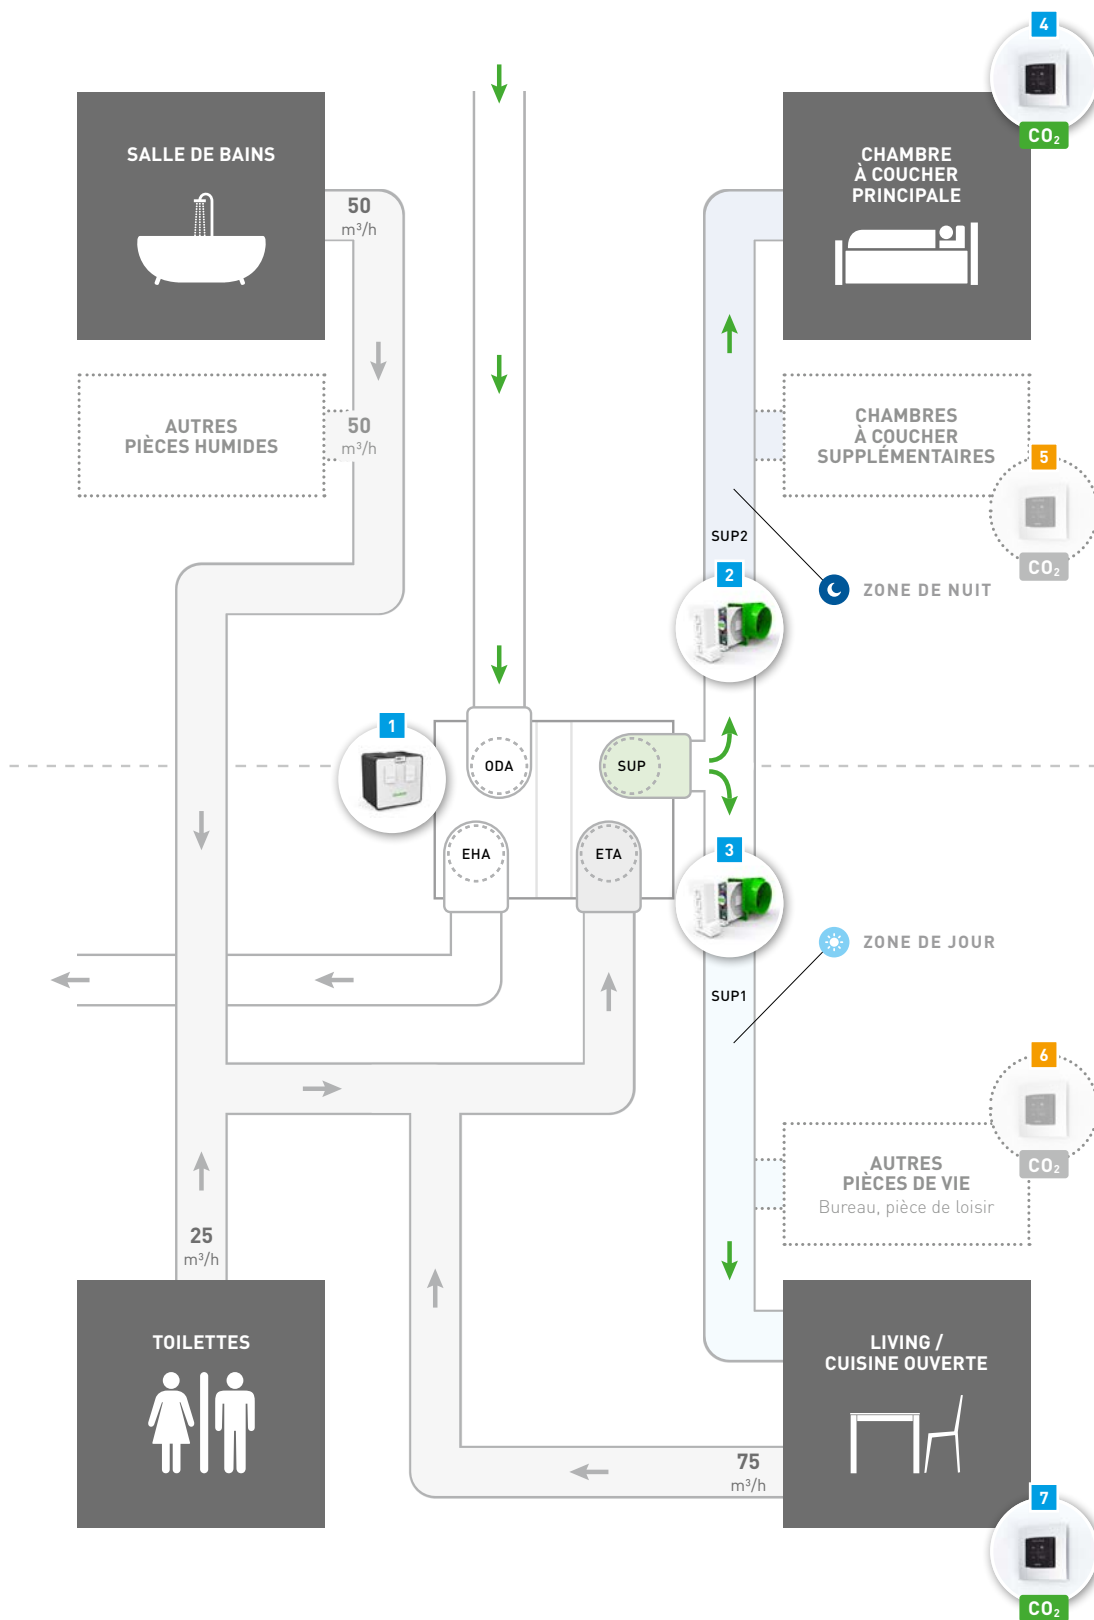 4
CO₂
SALLE DE BAINS
50
m³/h
CHAMBRE
À COUCHER
PRINCIPALE
AUTRES
PIÈCES HUMIDES
50
m³/h
CHAMBRES
À COUCHER
SUPPLÉMENTAIRES
5
CO₂
SUP2
2
ZONE DE NUIT
1
ODA
SUP
EHA
ETA
3
ZONE DE JOUR
SUP1
6
CO₂
AUTRES
PIÈCES DE VIE
Bureau, pièce de loisir
25
m³/h
TOILETTES
LIVING /
CUISINE OUVERTE
75
m³/h
7
CO₂